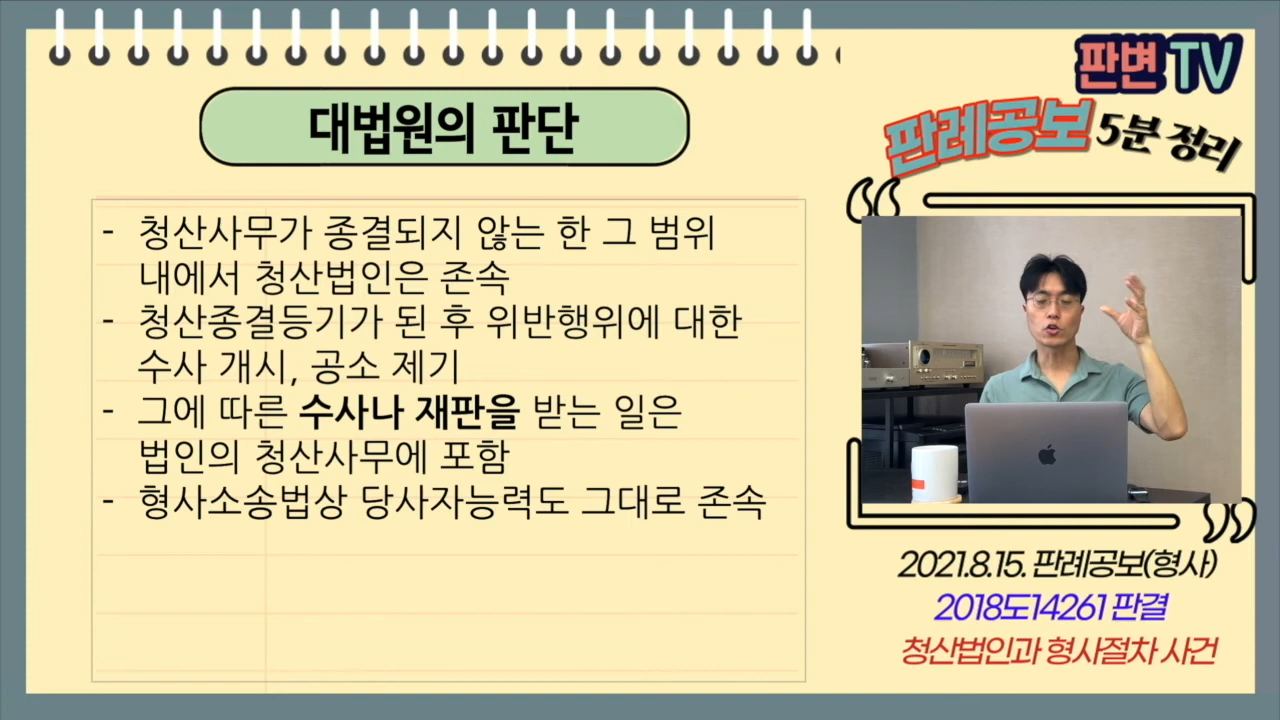 대법원의 판단
- 청산사무가 종결되지 않는 한 그 범위
내에서 청산법인은 존속
- 청산종결등기가 된 후 위반행위에 대한
수사 개시, 공소 제기
- 그에 따른 수사나 재판을 받는 일은
법인의 청산사무에 포함
- 형사소송법상 당사자능력도 그대로 존속
판변TV
판례공보 5분 정리
2021.8.15. 판례공보(형사)
2018도14261 판결
청산법인과 형사절차 사건